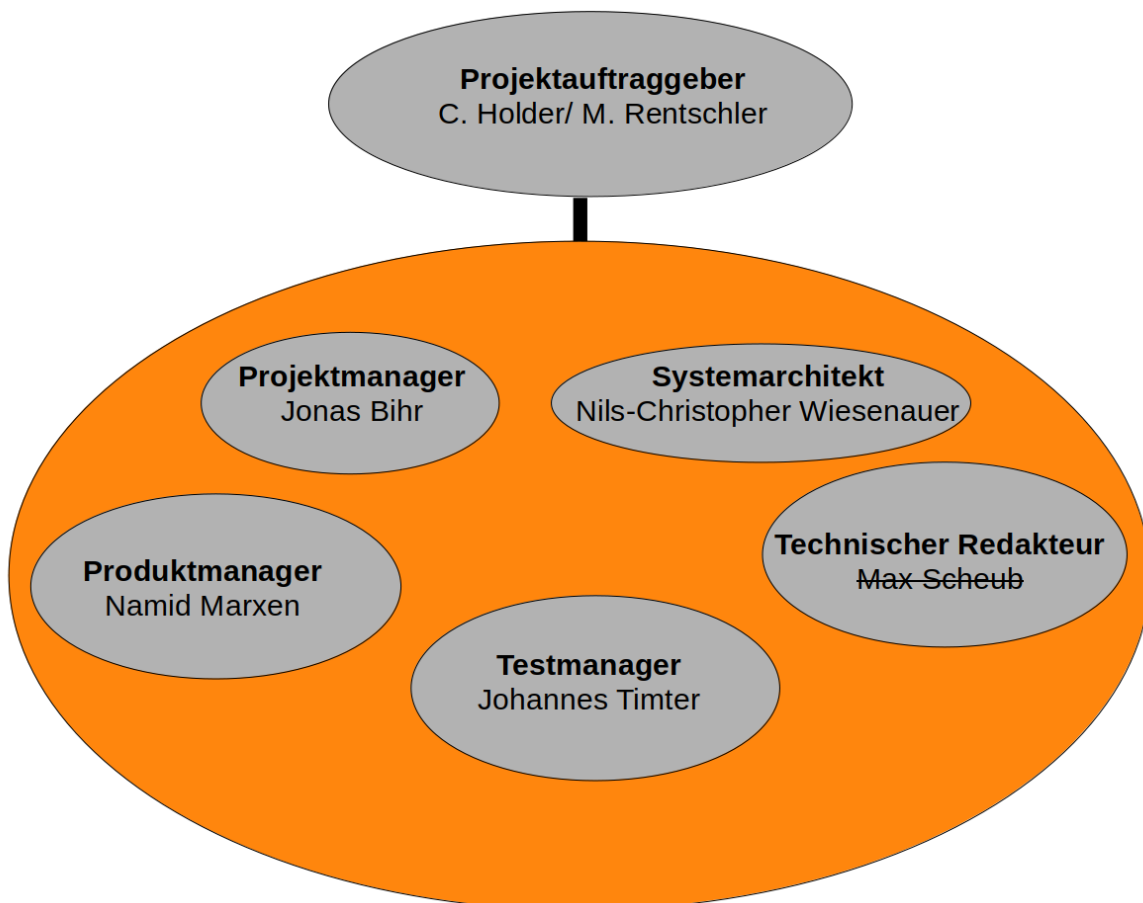 Projektauftraggeber
C. Holder/ M. Rentschler
Projektmanager
Jonas Bihr
Systemarchitekt
Nils-Christopher Wiesenauer
Technischer Redakteur
Max Scheub
Produktmanager
Namid Marxen
Testmanager
Johannes Timter